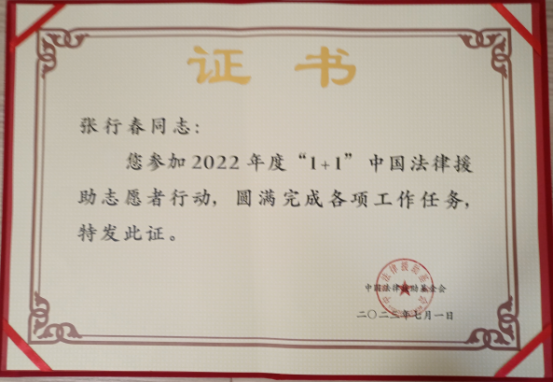 证书
张行春同志：
您参加2022年度“1+1”中国法律援
助志愿者行动，圆满完成各项工作任务，
特发此证。
中国法律援助基金会
二〇二三年七月一日